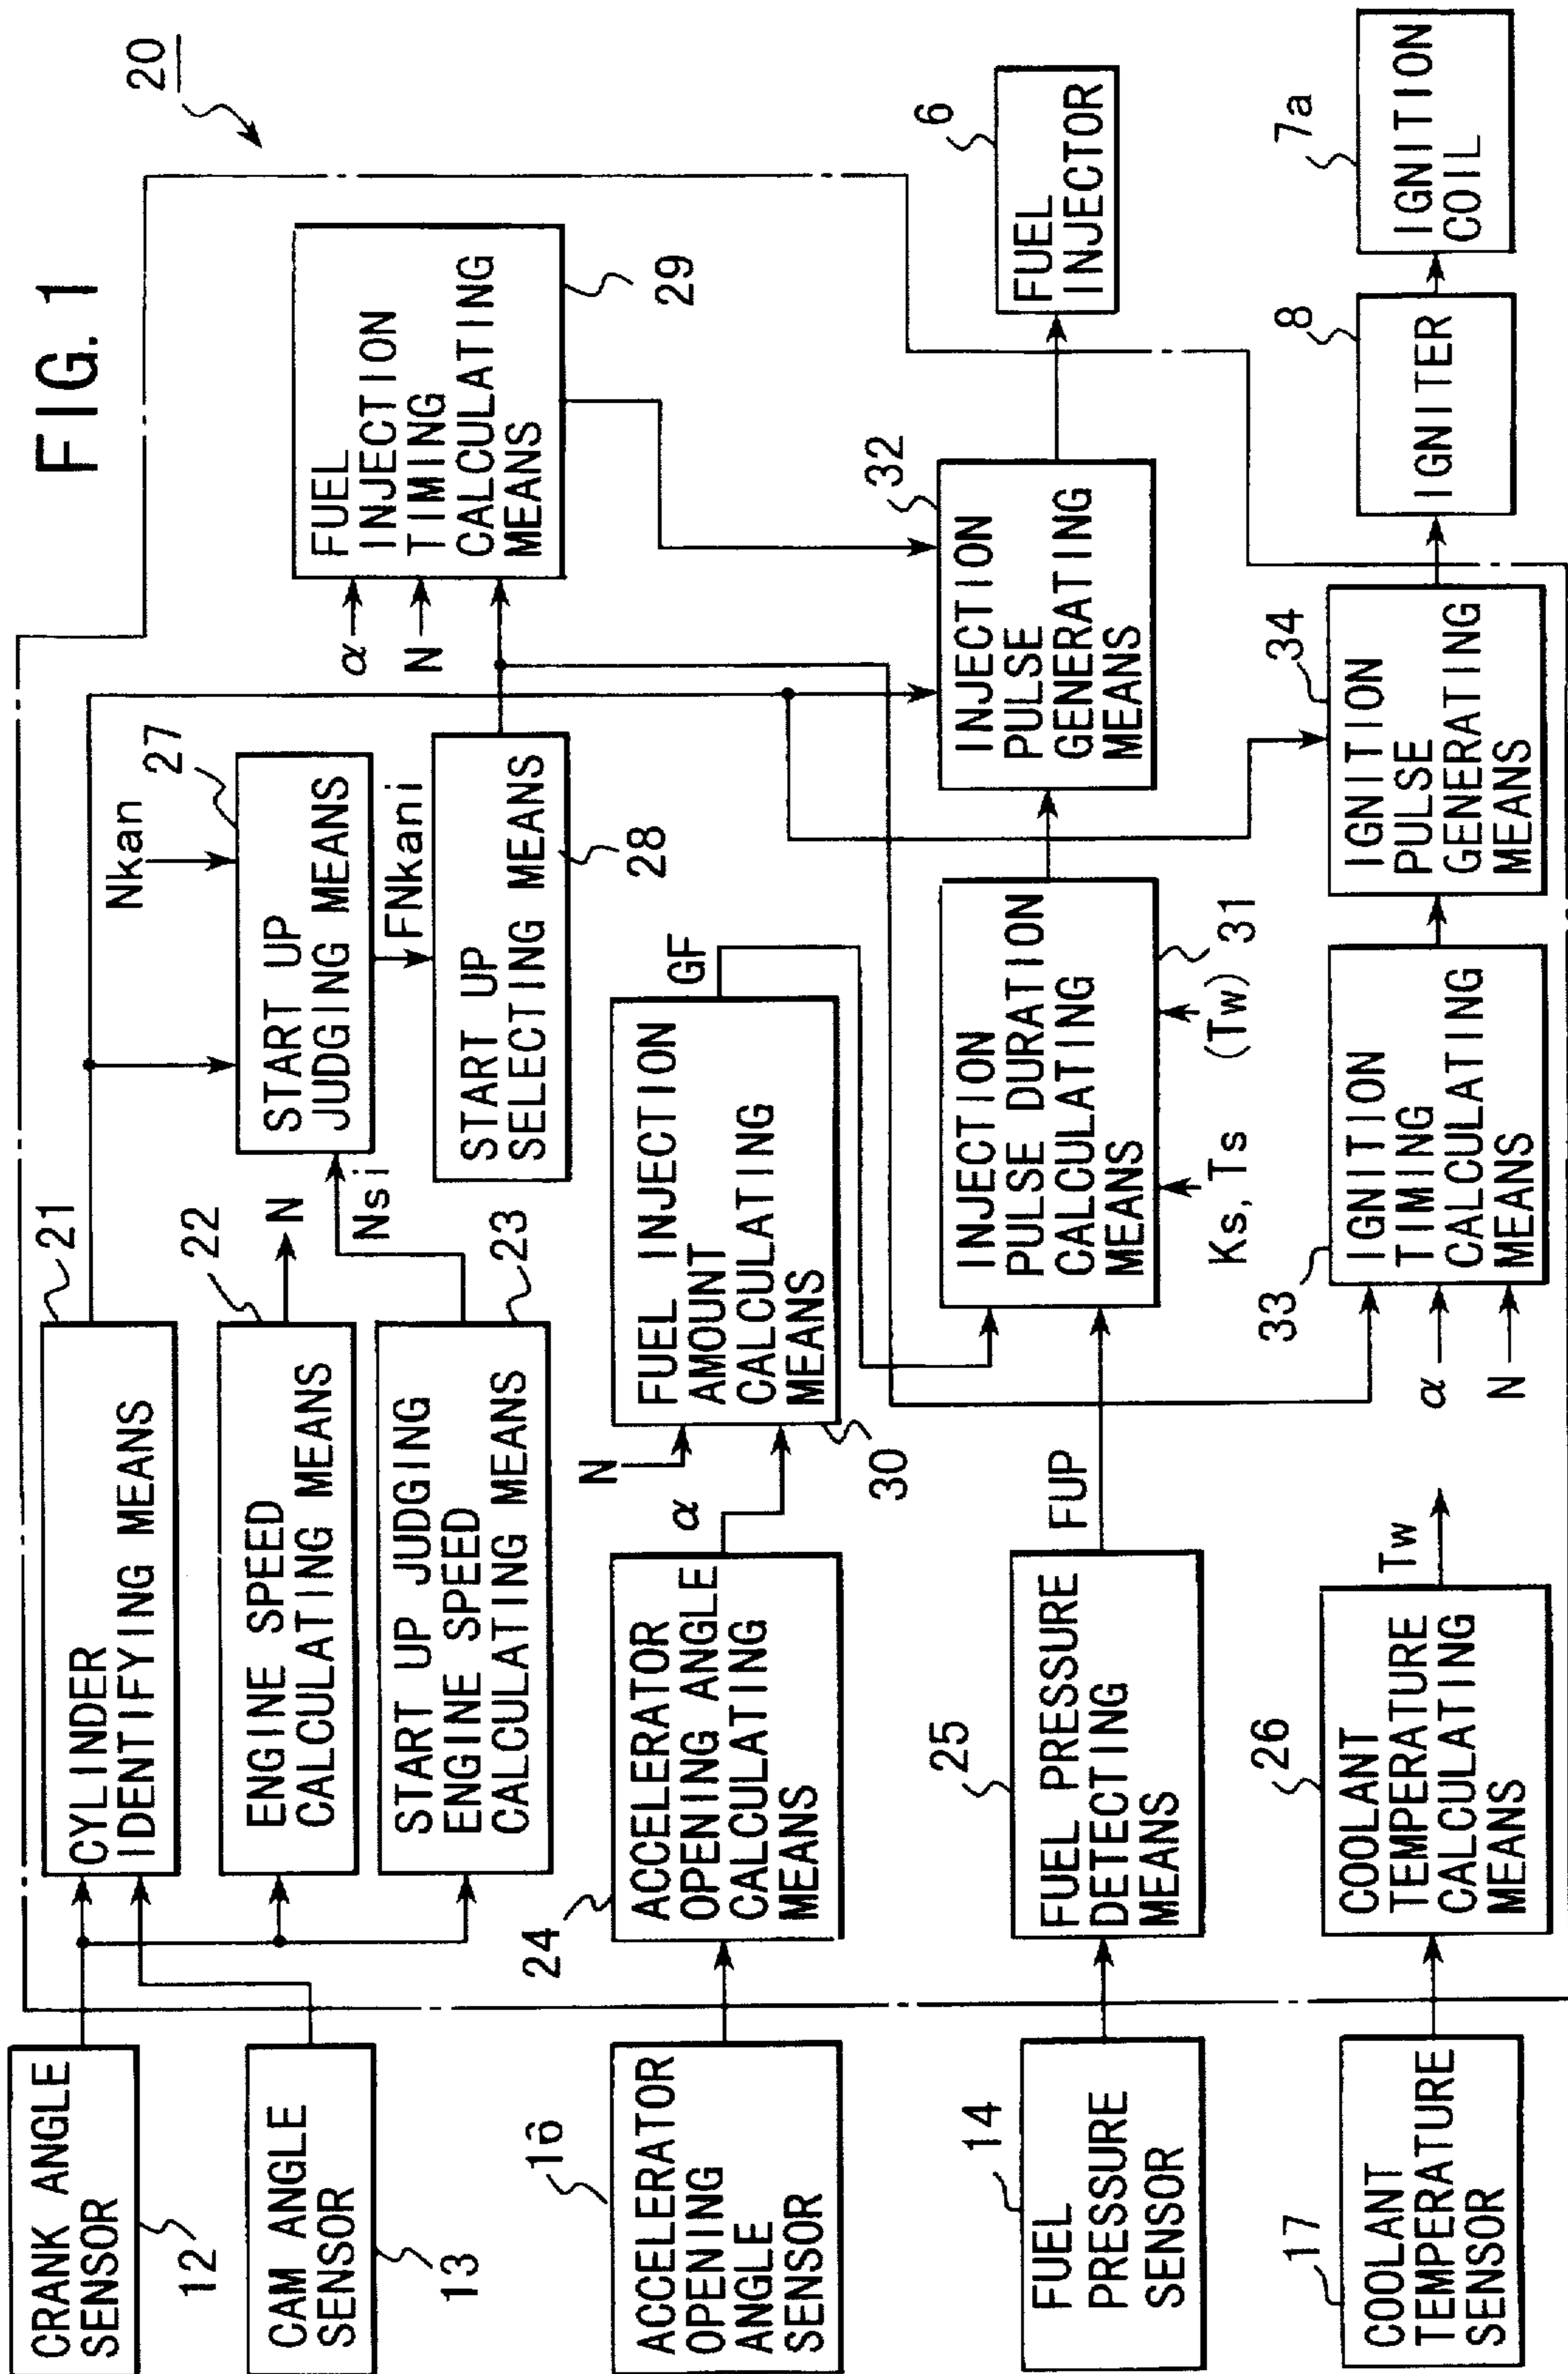 FIG. 1
20
CRANK ANGLE
SENSOR
12
CAM ANGLE
SENSOR
13
ACCELERATOR
OPENING
ANGLE
SENSOR
16
FUEL
PRESSURE
SENSOR
14
COOLANT
TEMPERATURE
SENSOR
17
CYLINDER
IDENTIFYING MEANS
21
ENGINE SPEED
CALCULATING MEANS
22
N
START UP JUDGING
ENGINE SPEED
CALCULATING MEANS
23
Nsi
ACCELERATOR
OPENING ANGLE
CALCULATING
MEANS
24
α
N
FUEL PRESSURE
DETECTING
MEANS
25
FUP
COOLANT
TEMPERATURE
CALCULATING
MEANS
26
Tw
Nkan
START UP
JUDGING MEANS
27
FNkani
START UP
SELECTING MEANS
28
FUEL INJECTION
AMOUNT
CALCULATING
MEANS
30
GF
INJECTION
PULSE DURATION
CALCULATING
MEANS
31
Ks, Ts
(Tw)
IGNITION
TIMING
CALCULATING
MEANS
33
α
N
α
N
FUEL
INJECTION
TIMING
CALCULATING
MEANS
29
INJECTION
PULSE
GENERATING
MEANS
32
IGNITION
PULSE
GENERATING
MEANS
34
FUEL
INJECTOR
6
IGNITER
8
IGNITION
COIL
7a